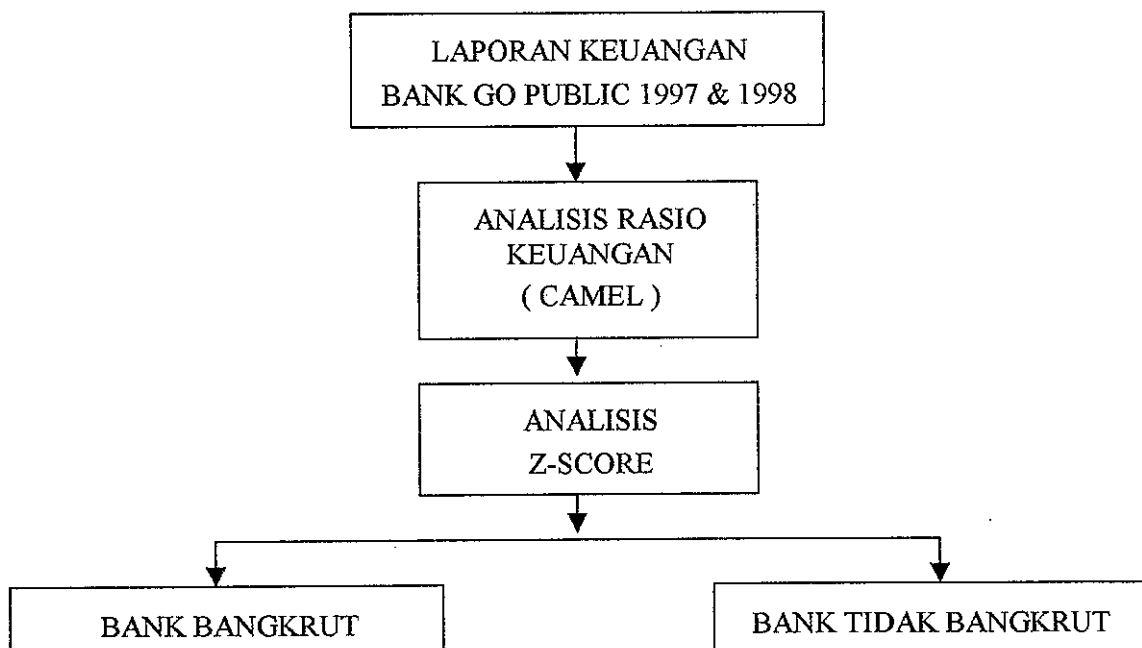 LAPORAN KEUANGAN
BANK GO PUBLIC 1997 & 1998
ANALISIS RASIO
KEUANGAN
( CAMEL )
ANALISIS
Z-SCORE
BANK BANGKRUT
BANK TIDAK BANGKRUT